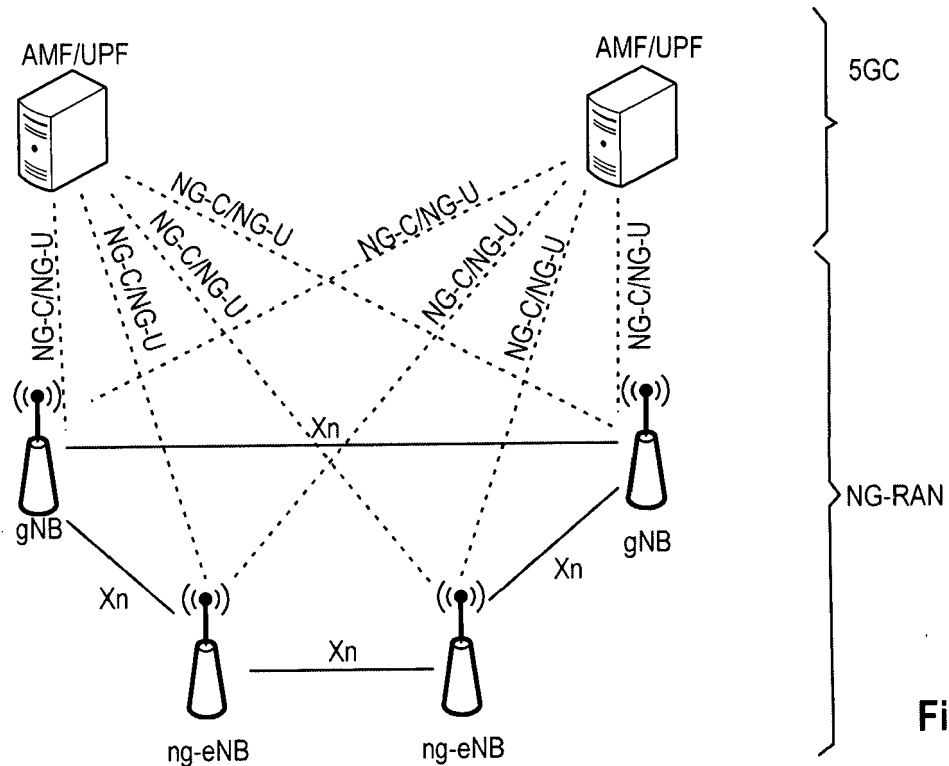 AMF/UPF
AMF/UPF
5GC
NG-C/NG-U
NG-C/NG-U
NG-C/NG-U
NG-C/NG-U
NG-C/NG-U
NG-C/NG-U
NG-C/NG-U
NG-C/NG-U
Xn
gNB
gNB
NG-RAN
Xn
Xn
Xn
ng-eNB
ng-eNB
Fi